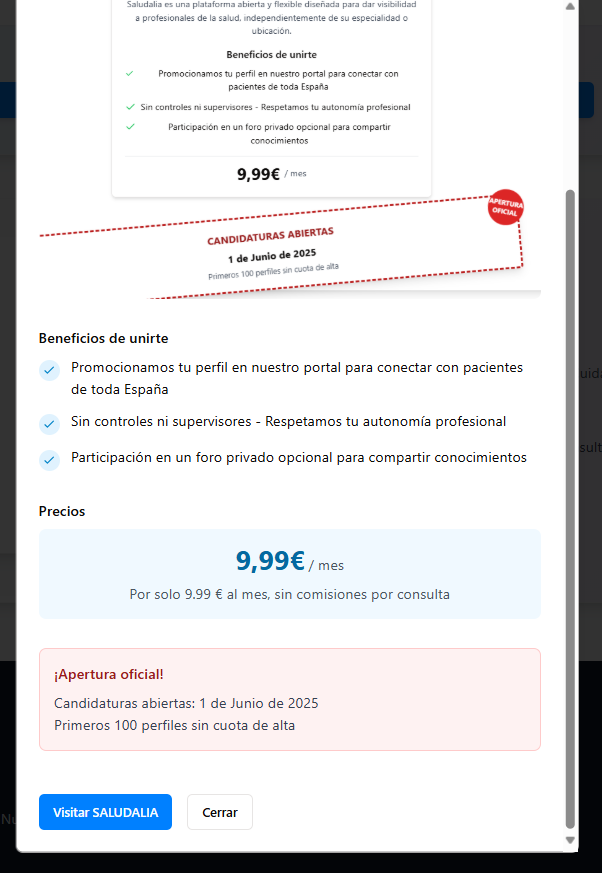 Saludalia es una plataforma abierta y flexible diseñada para dar visibilidad
a profesionales de la salud, independientemente de su especialidad o
ubicación.
Beneficios de unirte
Promocionamos tu perfil en nuestro portal para conectar con
pacientes de toda España
Sin controles ni supervisores - Respetamos tu autonomía profesional
Participación en un foro privado opcional para compartir
conocimientos
9,99€ / mes
APERTURA
OFICIAL
CANDIDATURAS ABIERTAS
1 de Junio de 2025
Primeros 100 perfiles sin cuota de alta
Beneficios de unirte
Promocionamos tu perfil en nuestro portal para conectar con pacientes
de toda España
Sin controles ni supervisores - Respetamos tu autonomía profesional
Participación en un foro privado opcional para compartir conocimientos
Precios
9,99€ / mes
Por solo 9.99 € al mes, sin comisiones por consulta
¡Apertura oficial!
Candidaturas abiertas: 1 de Junio de 2025
Primeros 100 perfiles sin cuota de alta
Visitar SALUDALIA
Cerrar